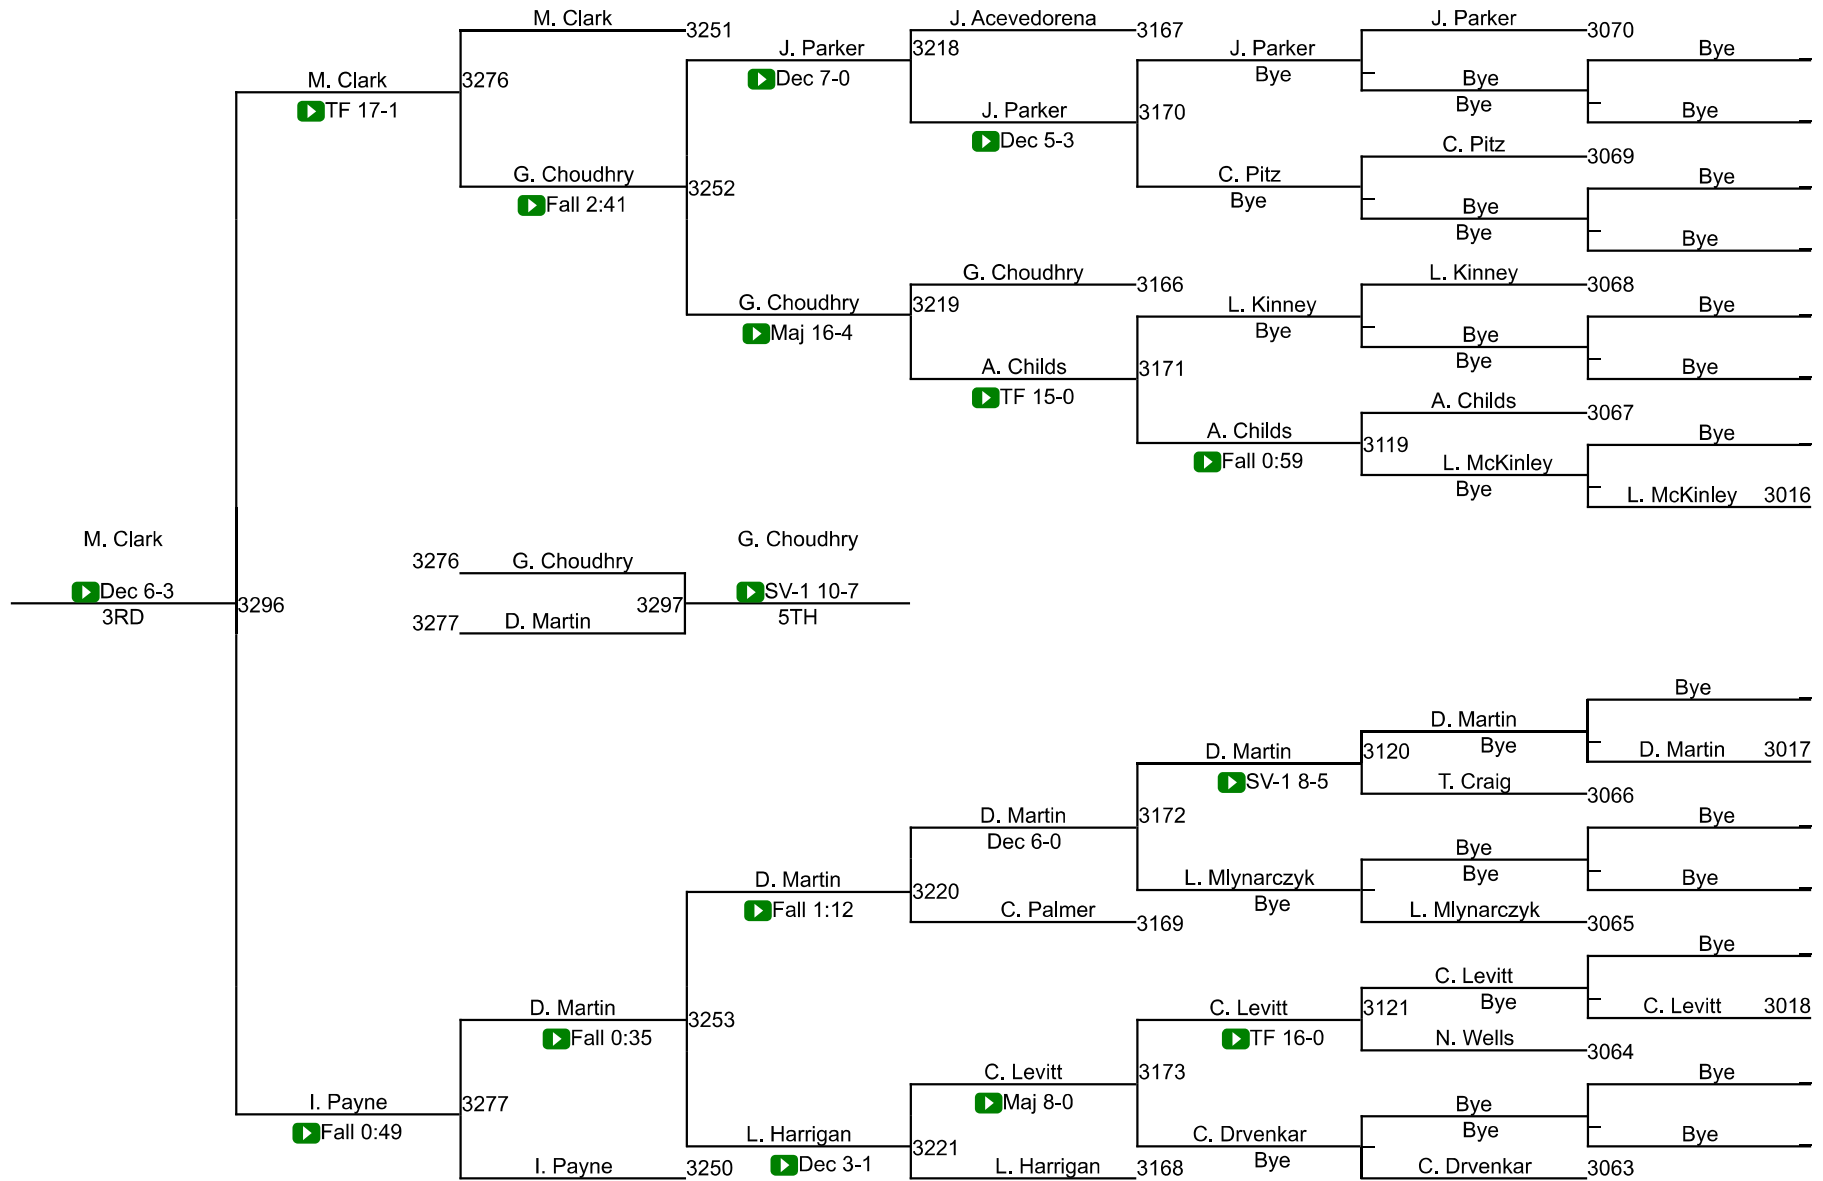 M. Clark
3251
J. Acevedorena
3167
J. Parker
3070
J. Parker
3218
J. Parker
Bye
M. Clark
3276
Dec 7-0
Bye
Bye
TF 17-1
J. Parker
3170
Bye
Bye
Dec 5-3
C. Pitz
3069
G. Choudhry
3252
C. Pitz
Bye
Fall 2:41
Bye
Bye
Bye
Bye
G. Choudhry
3166
L. Kinney
3068
G. Choudhry
3219
L. Kinney
Bye
Maj 16-4
Bye
Bye
A. Childs
3171
Bye
Bye
TF 15-0
A. Childs
3067
A. Childs
3119
Bye
Fall 0:59
L. McKinley
Bye
L. McKinley 3016
M. Clark
G. Choudhry
3276
G. Choudhry
Dec 6-3
3296
3297
SV-1 10-7
3RD
3277
D. Martin
5TH
Bye
D. Martin
D. Martin
3120
Bye
D. Martin 3017
SV-1 8-5
T. Craig
3066
D. Martin
3172
Bye
Dec 6-0
Bye
D. Martin
3220
L. Mlynarczyk
Bye
Bye
Fall 1:12
C. Palmer
3169
Bye
L. Mlynarczyk
3065
Bye
C. Levitt
D. Martin
3253
C. Levitt
3121
Bye
C. Levitt 3018
Fall 0:35
TF 16-0
N. Wells
3064
C. Levitt
3173
Bye
I. Payne
3277
Maj 8-0
Bye
Fall 0:49
L. Harrigan
3221
C. Drvenkar
Bye
Bye
I. Payne
3250
Dec 3-1
L. Harrigan
3168
Bye
C. Drvenkar
3063